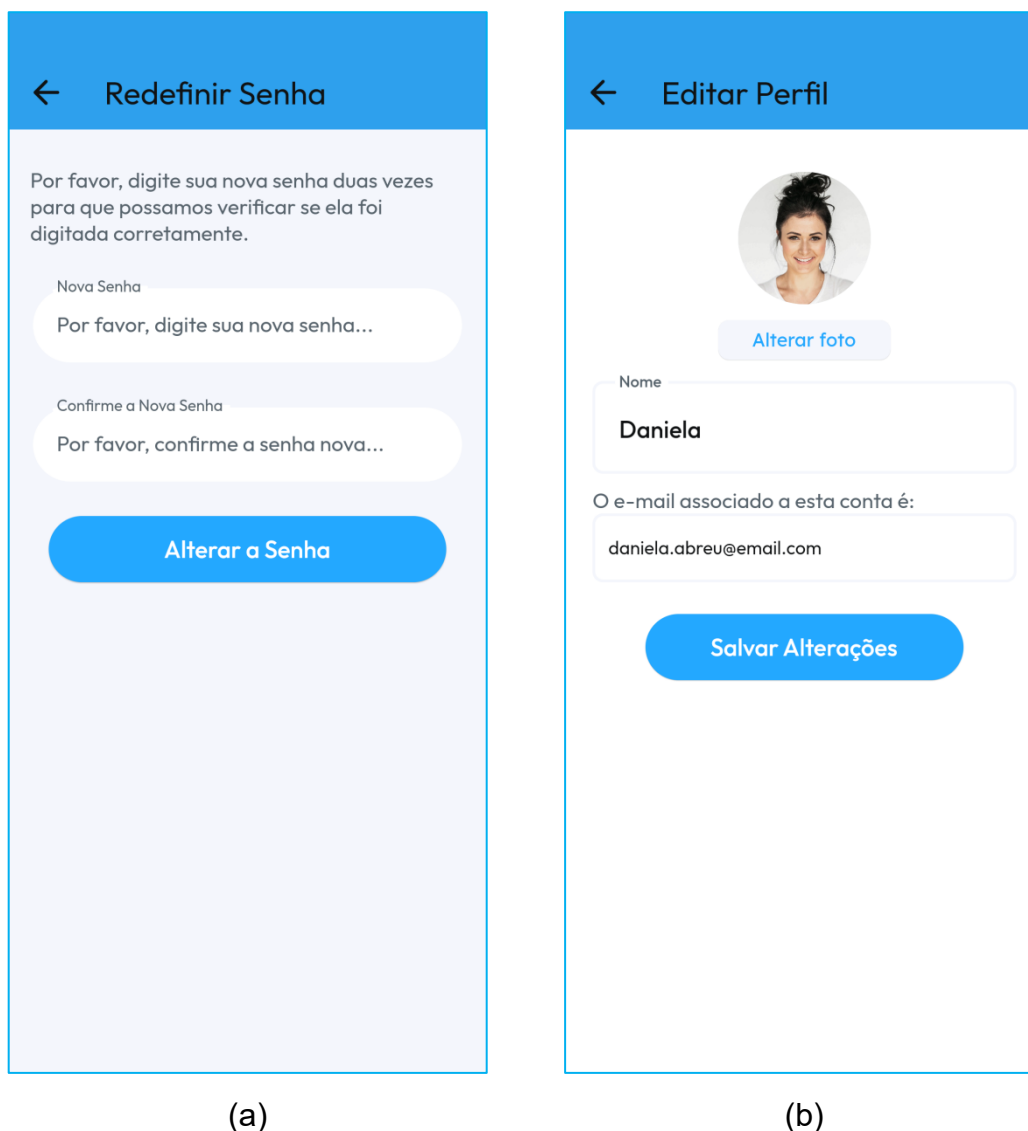 Redefinir Senha
Por favor, digite sua nova senha duas vezes
para que possamos verificar se ela foi
digitada corretamente.
Nova Senha
Por favor, digite sua nova senha...
Confirme a Nova Senha
Por favor, confirme a senha nova...
Alterar a Senha
(a)
Editar Perfil
Alterar foto
Nome
Daniela
O e-mail associado a esta conta é:
daniela.abreu@email.com
Salvar Alterações
(b)